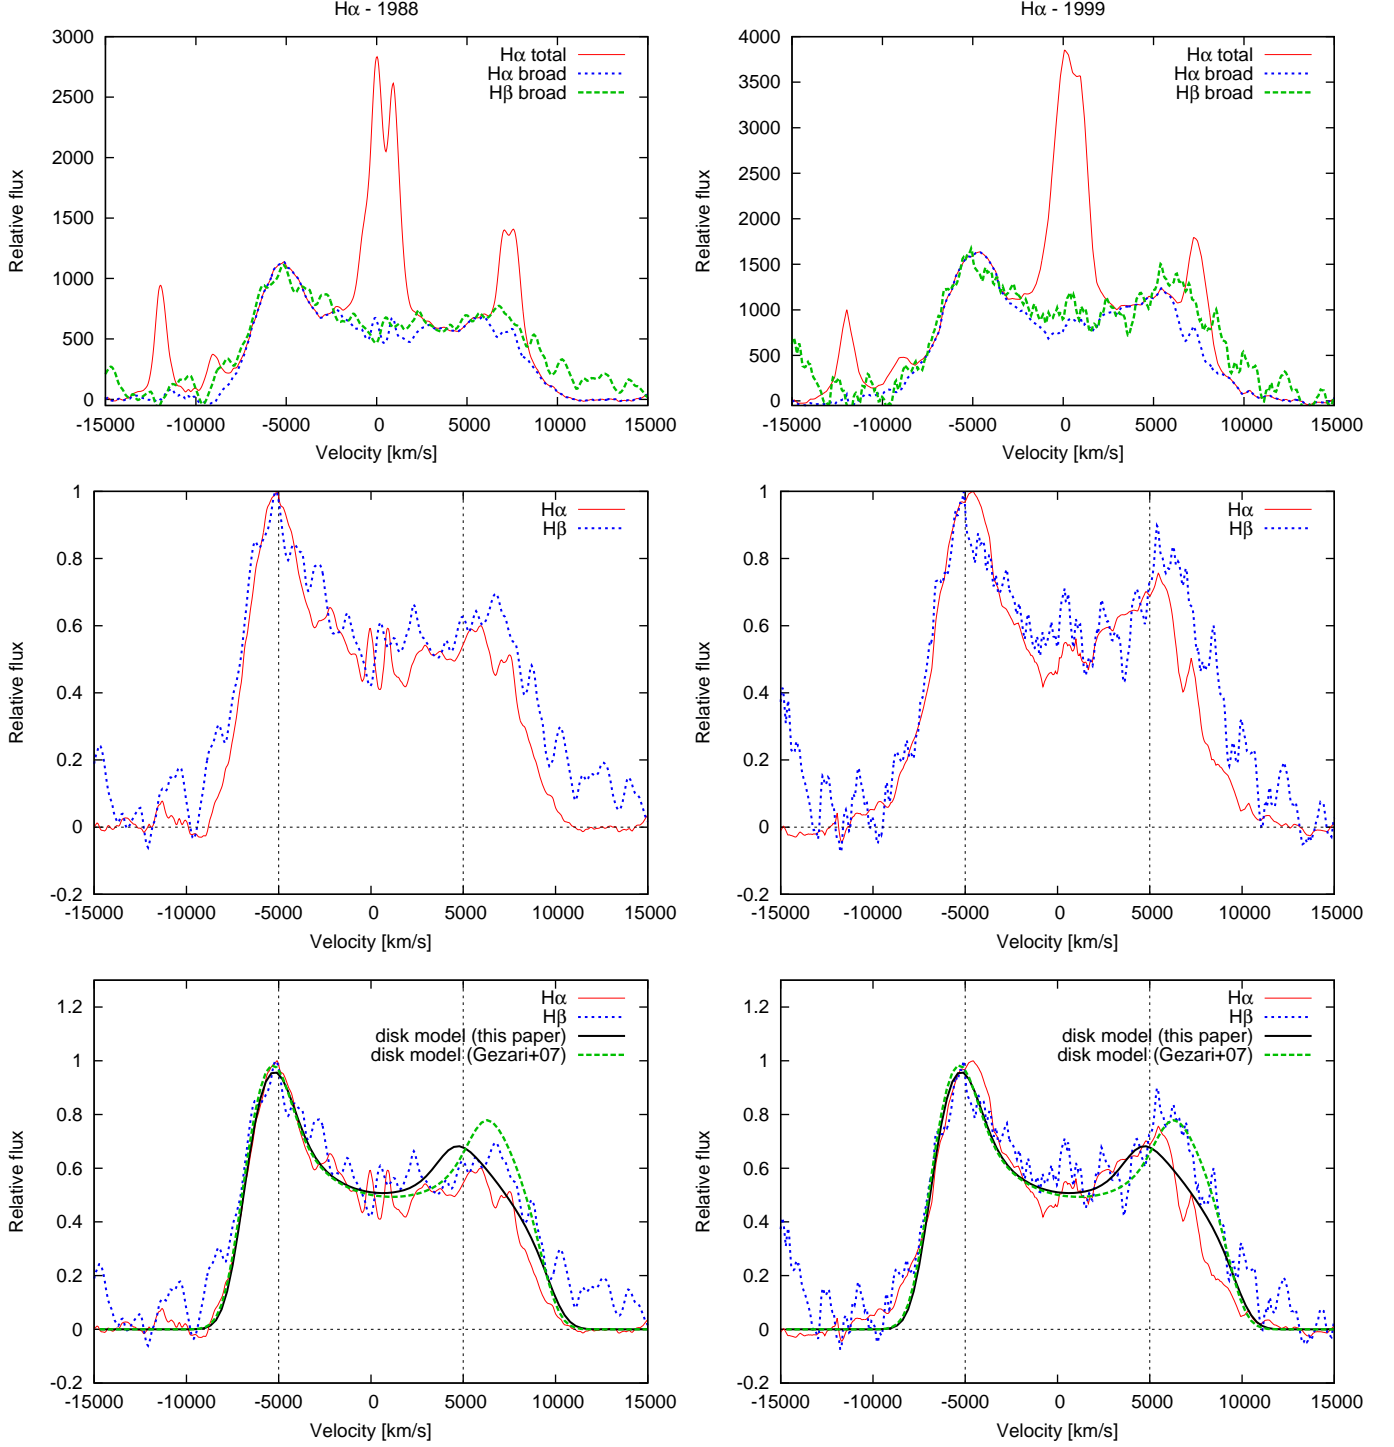 Hα - 1988
Relative flux
3000
2500
2000
1500
1000
500
0
Hα total
Hα broad
Hβ broad
-15000 -10000 -5000 0 5000 10000 15000
Velocity [km/s]
Hα - 1999
Relative flux
4000
3500
3000
2500
2000
1500
1000
500
0
Hα total
Hα broad
Hβ broad
-15000 -10000 -5000 0 5000 10000 15000
Velocity [km/s]
Relative flux
1
0.8
0.6
0.4
0.2
0
-0.2
Hα
Hβ
-15000 -10000 -5000 0 5000 10000 15000
Velocity [km/s]
Relative flux
1
0.8
0.6
0.4
0.2
0
-0.2
Hα
Hβ
-15000 -10000 -5000 0 5000 10000 15000
Velocity [km/s]
Relative flux
1.2
1
0.8
0.6
0.4
0.2
0
-0.2
Hα
Hβ
disk model (this paper)
disk model (Gezari+07)
-15000 -10000 -5000 0 5000 10000 15000
Velocity [km/s]
Relative flux
1.2
1
0.8
0.6
0.4
0.2
0
-0.2
Hα
Hβ
disk model (this paper)
disk model (Gezari+07)
-15000 -10000 -5000 0 5000 10000 15000
Velocity [km/s]